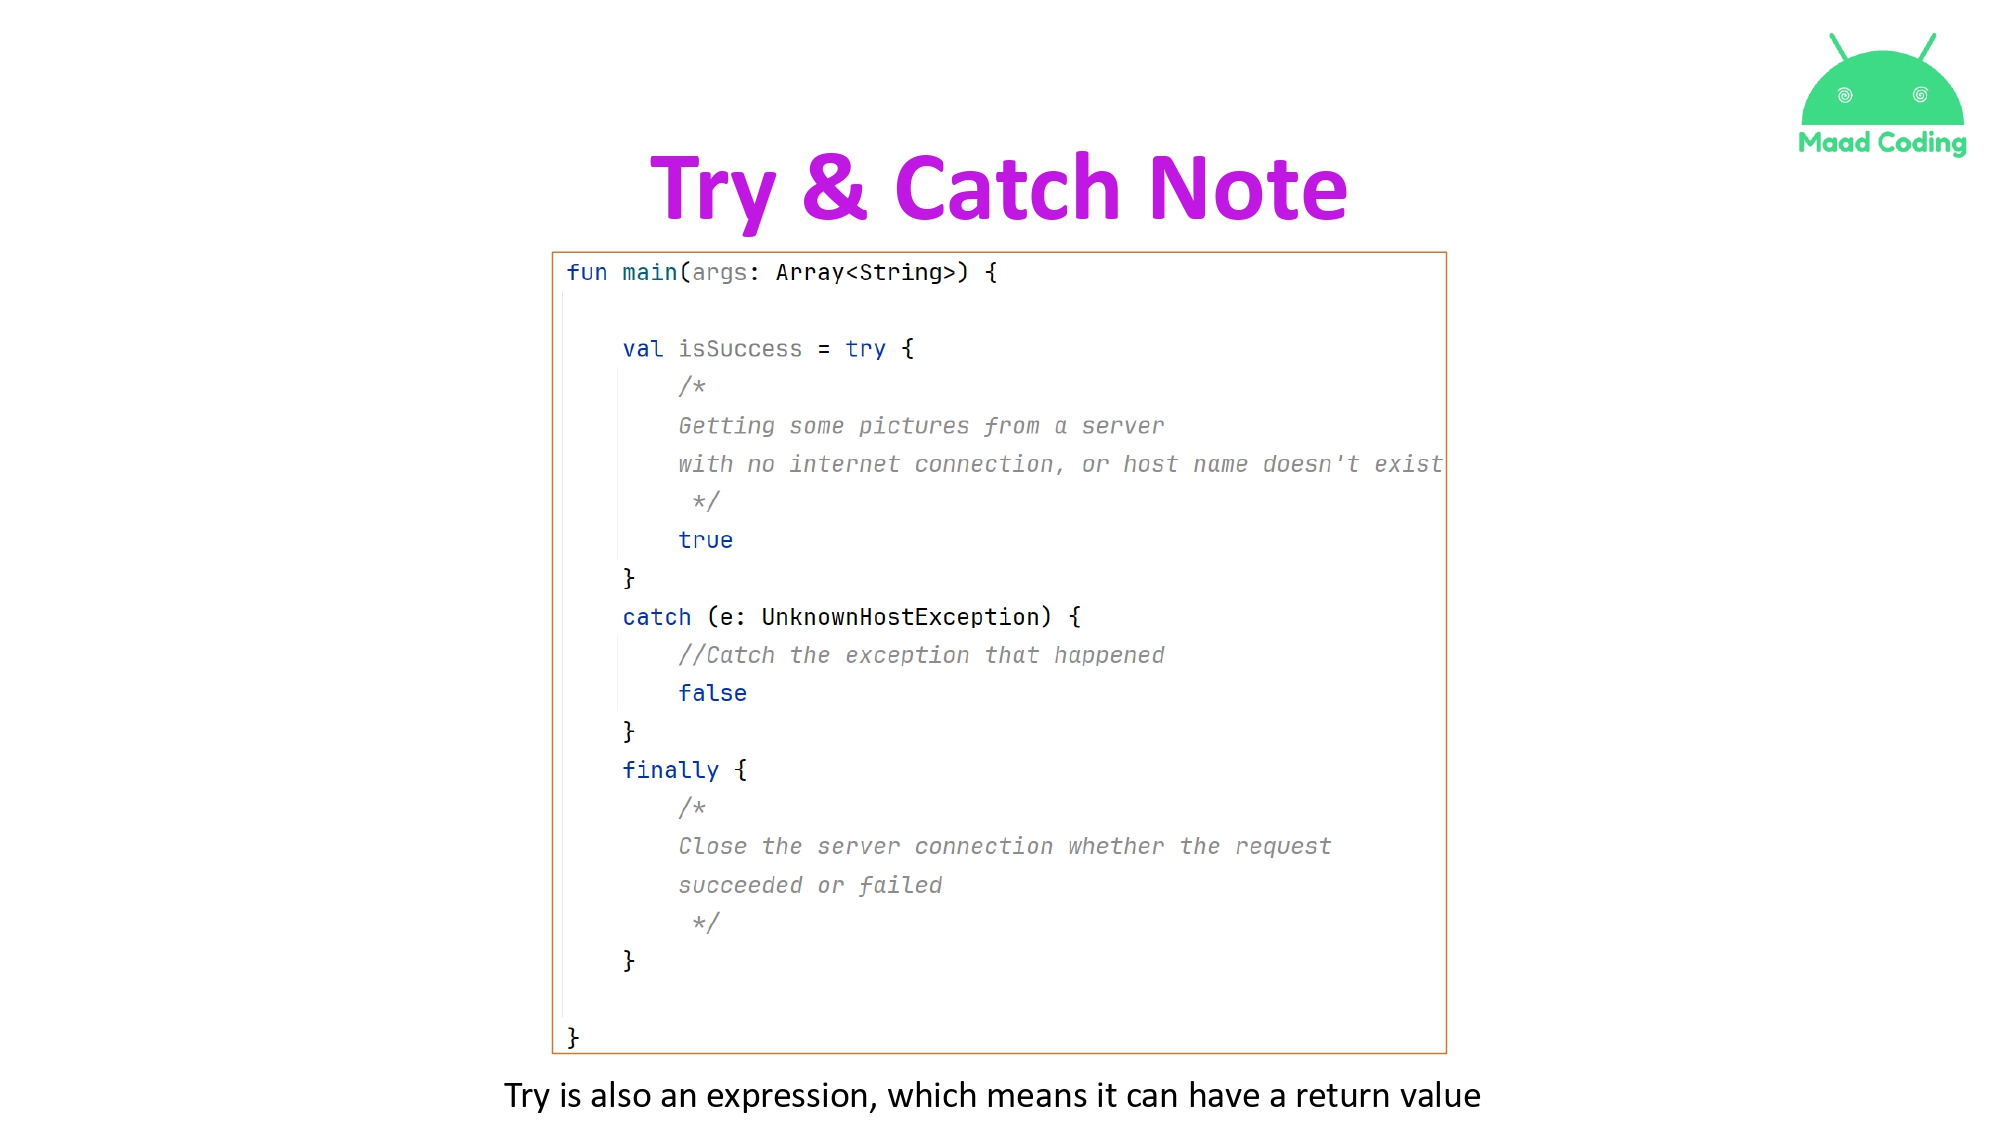 Maad Coding
Try & Catch Note
fun main(args: Array<String>) {
val isSuccess = try {
/*
Getting some pictures from a server
with no internet connection, or host name doesn't exist
*/
true
}
catch (e: UnknownHostException) {
//Catch the exception that happened
false
}
finally {
/*
Close the server connection whether the request
succeeded or failed
*/
}
}
Try is also an expression, which means it can have a return value